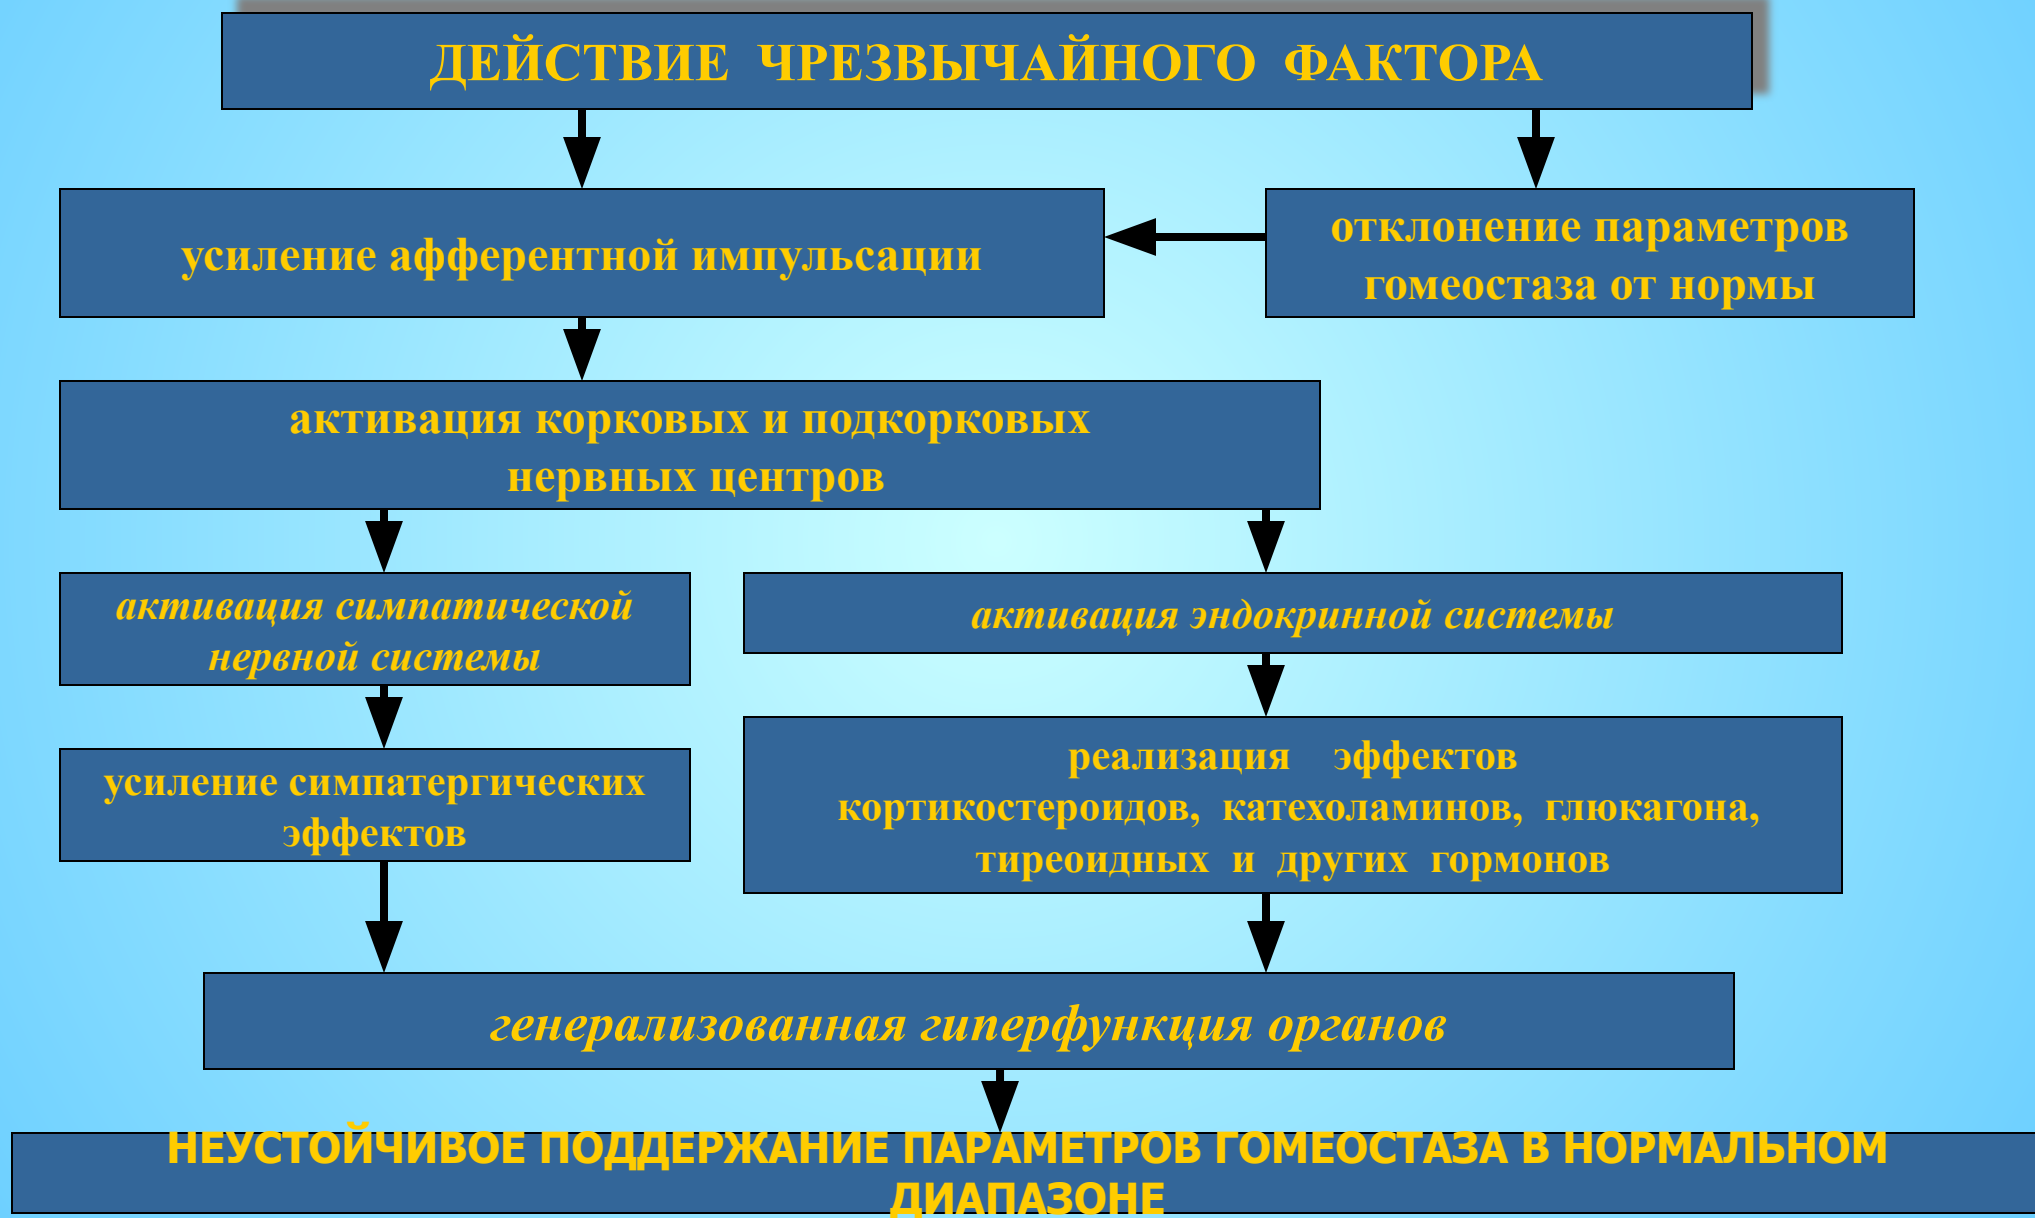 ДЕЙСТВИЕ ЧРЕЗВЫЧАЙНОГО ФАКТОРА
усиление афферентной импульсации
отклонение параметров
гомеостаза от нормы
активация корковых и подкорковых
нервных центров
активация симпатической
нервной системы
активация эндокринной системы
усиление симпатергических
эффектов
реализация эффектов
кортикостероидов, катехоламинов, глюкагона,
тиреоидных и других гормонов
генерализованная гиперфункция органов
НЕУСТОЙЧИВОЕ ПОДДЕРЖАНИЕ ПАРАМЕТРОВ ГОМЕОСТАЗА В НОРМАЛЬНОМ
ДИАПАЗОНЕ